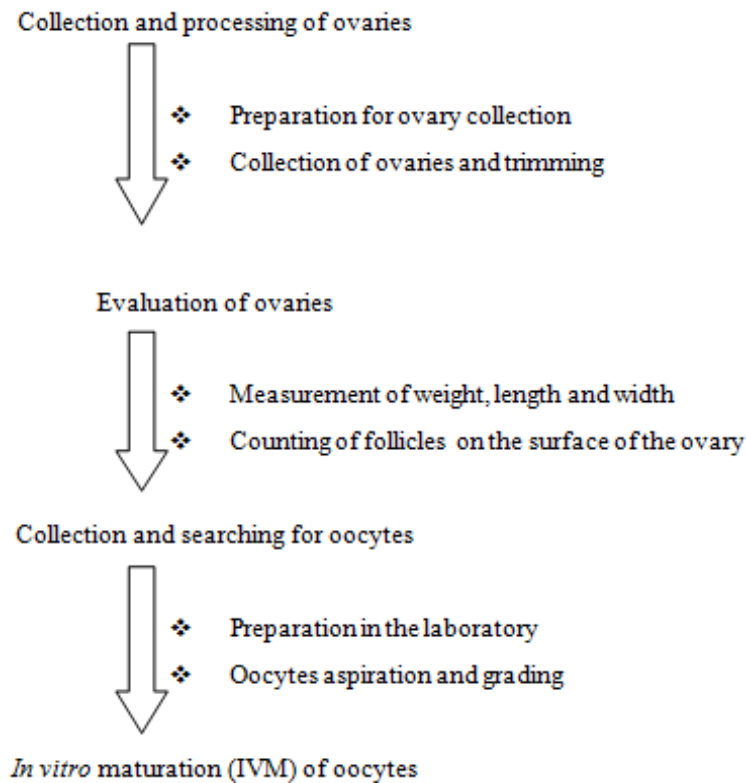 Collection and processing of ovaries
❖ Preparation for ovary collection
❖ Collection of ovaries and trimming
Evaluation of ovaries
❖ Measurement of weight, length and width
❖ Counting of follicles on the surface of the ovary
Collection and searching for oocytes
❖ Preparation in the laboratory
❖ Oocytes aspiration and grading
In vitro maturation (IVM) of oocytes